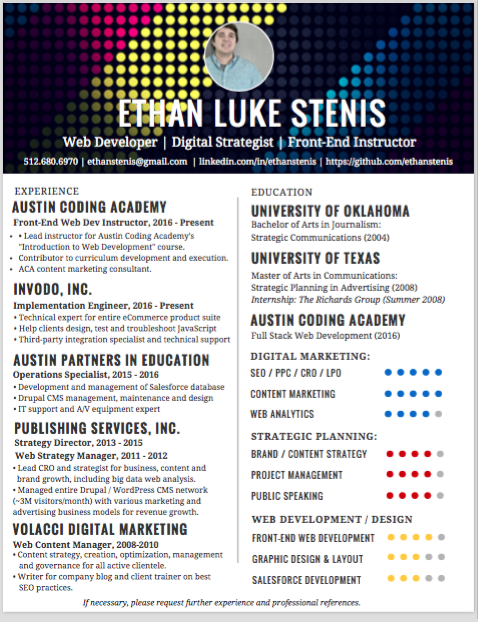 ETHAN LUKE STENIS
Web Developer | Digital Strategist | Front-End Instructor
512.680.6970 | ethanstenis@gmail.com | linkedin.com/in/ethanstenis | https://github.com/ethanstenis
EXPERIENCE
AUSTIN CODING ACADEMY
Front-End Web Dev Instructor, 2016 - Present
• • Lead instructor for Austin Coding Academy's
"Introduction to Web Development" course.
• Contributor to curriculum development and execution.
• ACA content marketing consultant.
INVODO, INC.
Implementation Engineer, 2016 - Present
• Technical expert for entire eCommerce product suite
• Help clients design, test and troubleshoot JavaScript
• Third-party integration specialist and technical support
AUSTIN PARTNERS IN EDUCATION
Operations Specialist, 2015 - 2016
• Development and management of Salesforce database
• Drupal CMS management, maintenance and design
• IT support and A/V equipment expert
PUBLISHING SERVICES, INC.
Strategy Director, 2013 - 2015
Web Strategy Manager, 2011 - 2012
• Lead CRO and strategist for business, content and
brand growth, including big data web analysis.
• Managed entire Drupal / WordPress CMS network
(~3M visitors/month) with various marketing and
advertising business models for revenue growth.
VOLACCI DIGITAL MARKETING
Web Content Manager, 2008-2010
• Content strategy, creation, optimization, management
and governance for all active clientele.
• Writer for company blog and client trainer on best
SEO practices.
EDUCATION
UNIVERSITY OF OKLAHOMA
Bachelor of Arts in Journalism:
Strategic Communications (2004)
UNIVERSITY OF TEXAS
Master of Arts in Communications:
Strategic Planning in Advertising (2008)
Internship: The Richards Group (Summer 2008)
AUSTIN CODING ACADEMY
Full Stack Web Development (2016)
DIGITAL MARKETING:
SEO / PPC / CRO / LPO
CONTENT MARKETING
WEB ANALYTICS
STRATEGIC PLANNING:
BRAND / CONTENT STRATEGY
PROJECT MANAGEMENT
PUBLIC SPEAKING
WEB DEVELOPMENT / DESIGN
FRONT-END WEB DEVELOPMENT
GRAPHIC DESIGN & LAYOUT
SALESFORCE DEVELOPMENT
If necessary, please request further experience and professional references.